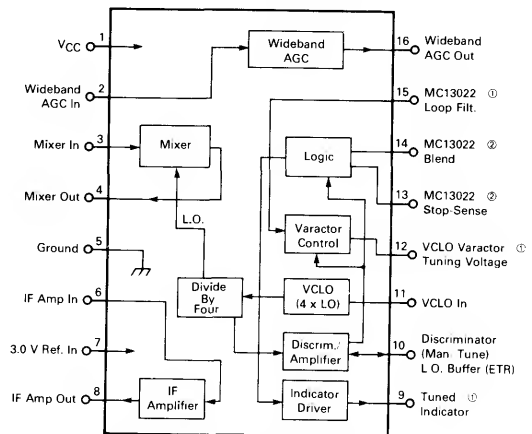 VCC 1
Wideband AGC
16 Wideband
AGC Out
Wideband 2
AGC In
15 MC13022 ①
Loop Filt.
Mixer In 3
Mixer
Logic
14 MC13022 ②
Blend
Mixer Out 4
L.O.
13 MC13022 ②
Stop-Sense
Ground 5
Varactor
Control
12 VCLO Varactor ①
Tuning Voltage
IF Amp In 6
Divide
By
Four
VCLO
(4 x LO)
11 VCLO In
3.0 V Ref. In 7
Discrim./
Amplifier
10 Discriminator
(Man. Tune)
L.O. Buffer (ETR)
IF Amp Out 8
IF
Amplifier
Indicator
Driver
9 Tuned ①
Indicator